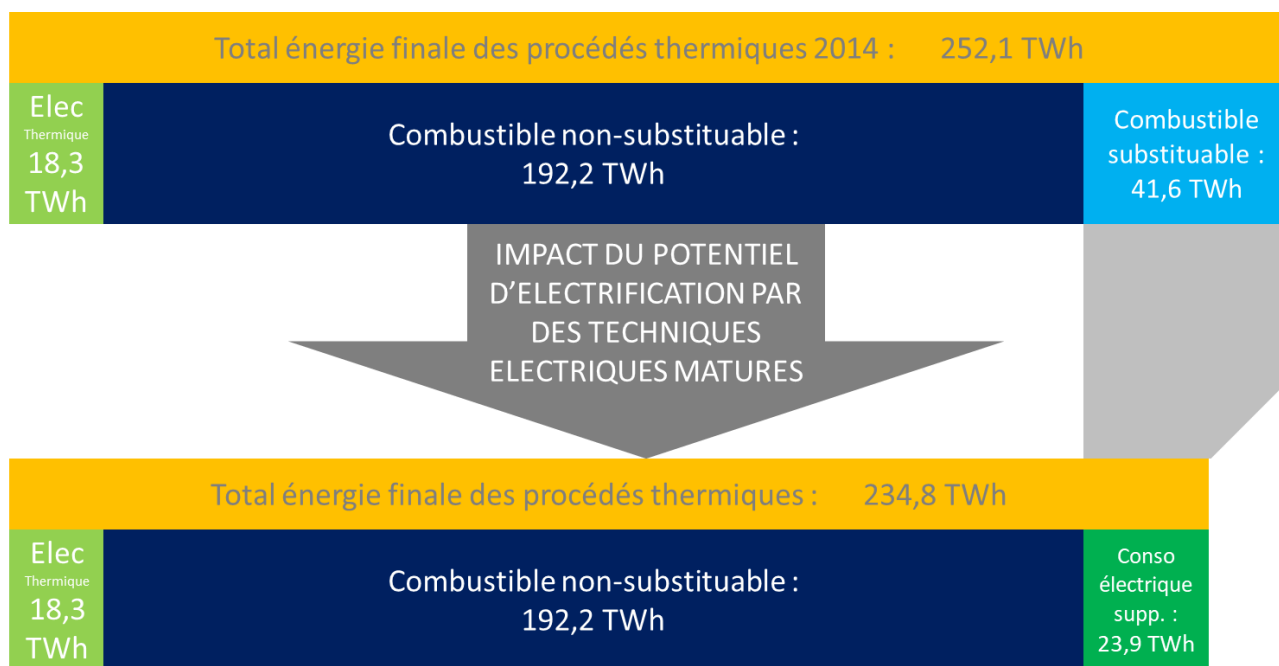 Total énergie finale des procédés thermiques 2014 : 252,1 TWh
Elec
Thermique
18,3
TWh
Combustible non-substituable :
192,2 TWh
Combustible
substituable :
41,6 TWh
IMPACT DU POTENTIEL
D'ELECTRIFICATION PAR
DES TECHNIQUES
ELECTRIQUES MATURES
Total énergie finale des procédés thermiques : 234,8 TWh
Elec
Thermique
18,3
TWh
Combustible non-substituable :
192,2 TWh
Conso
électrique
supp. :
23,9 TWh